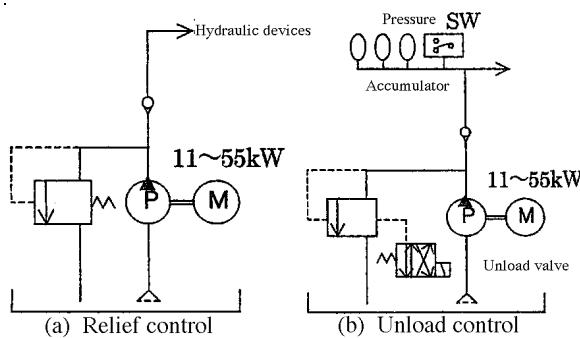 Hydraulic devices
11~55kW
P
M
(a) Relief control
Pressure SW
Accumulator
11~55kW
P
M
Unload valve
(b) Unload control